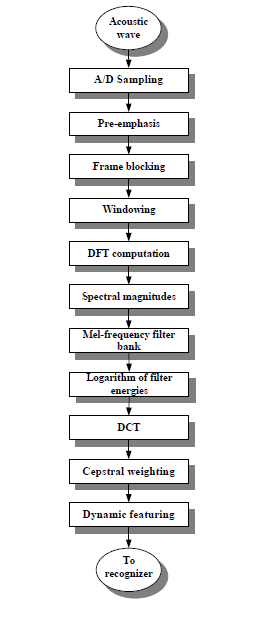 Acoustic
wave
A/D Sampling
Pre-emphasis
Frame blocking
Windowing
DFT computation
Spectral magnitudes
Mel-frequency filter
bank
Logarithm of filter
energies
DCT
Cepstral weighting
Dynamic featuring
To
recognizer